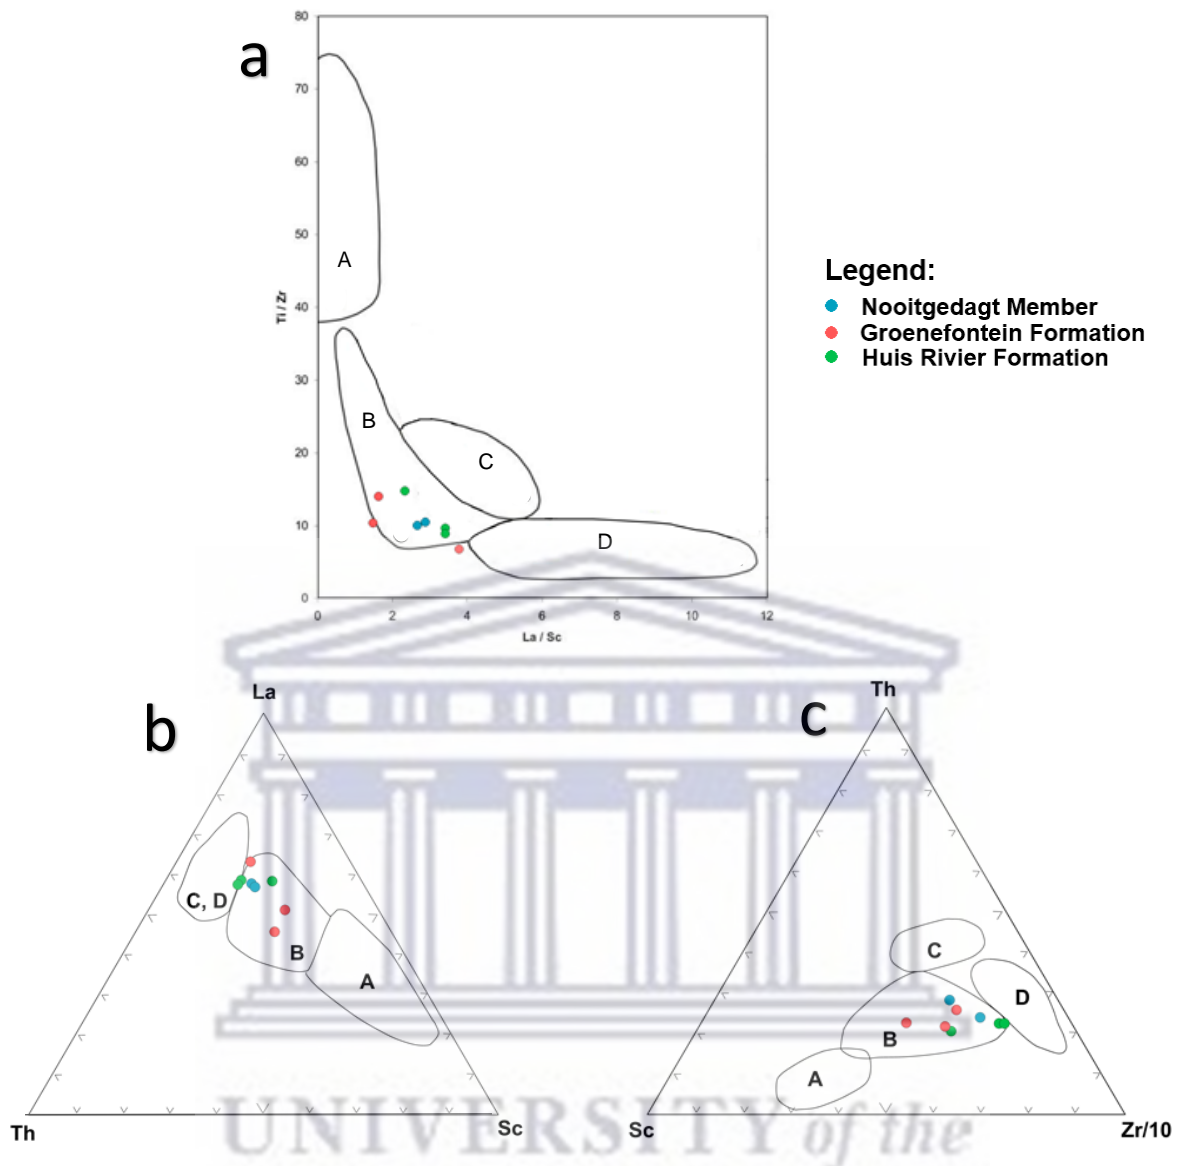 a
80
70
60
50
40
30
20
10
0
Ti / Zr
A
B
C
D
0 2 4 6 8 10 12
La / Sc
Legend:
Nooitgedagt Member
Groenefontein Formation
Huis Rivier Formation
b
La
C, D
B
A
Th
Sc
c
Th
C
D
B
A
Sc
Zr/10
UNIVERSITY of the